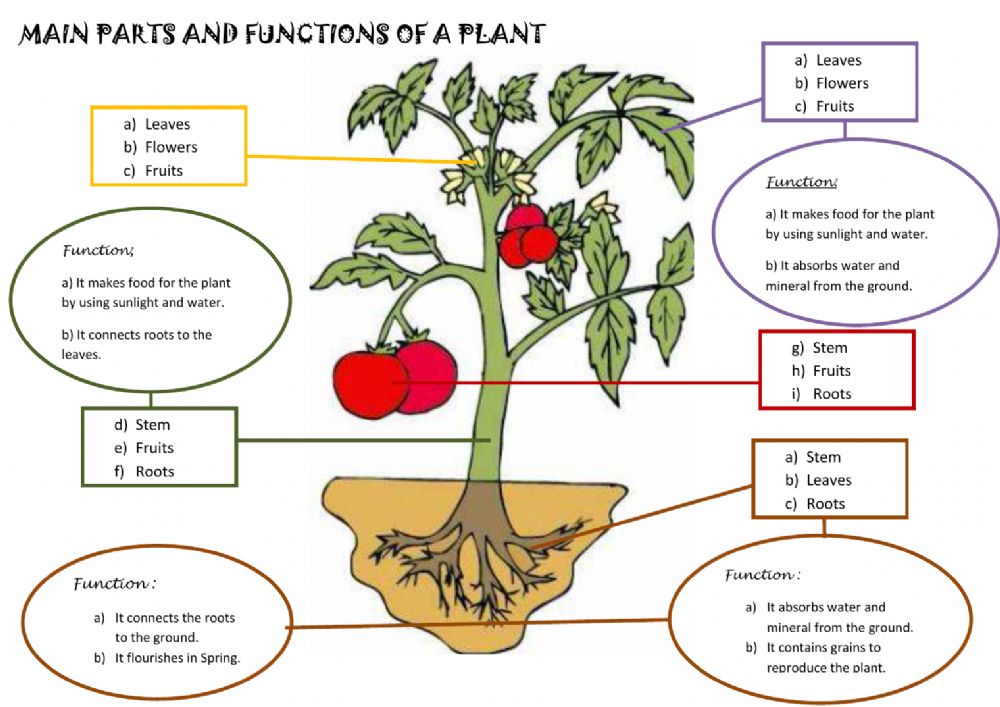 MAIN PARTS AND FUNCTIONS OF A PLANT
a) Leaves
b) Flowers
c) Fruits
a) Leaves
b) Flowers
c) Fruits
Function:
a) It makes food for the plant
by using sunlight and water.
b) It absorbs water and
mineral from the ground.
Function;
a) It makes food for the plant
by using sunlight and water.
b) It connects roots to the
leaves.
d) Stem
e) Fruits
f) Roots
g) Stem
h) Fruits
i) Roots
a) Stem
b) Leaves
c) Roots
Function :
a) It connects the roots
to the ground.
b) It flourishes in Spring.
Function :
a) It absorbs water and
mineral from the ground.
b) It contains grains to
reproduce the plant.